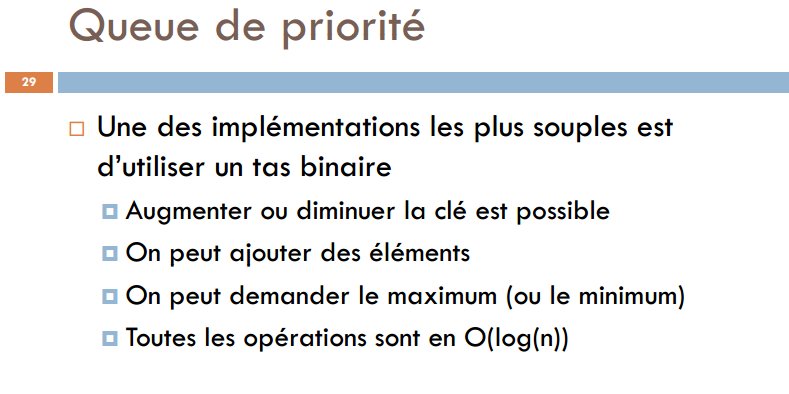 Queue de priorité
29
Une des implémentations les plus souples est
d’utiliser un tas binaire
Augmenter ou diminuer la clé est possible
On peut ajouter des éléments
On peut demander le maximum (ou le minimum)
Toutes les opérations sont en O(log(n))